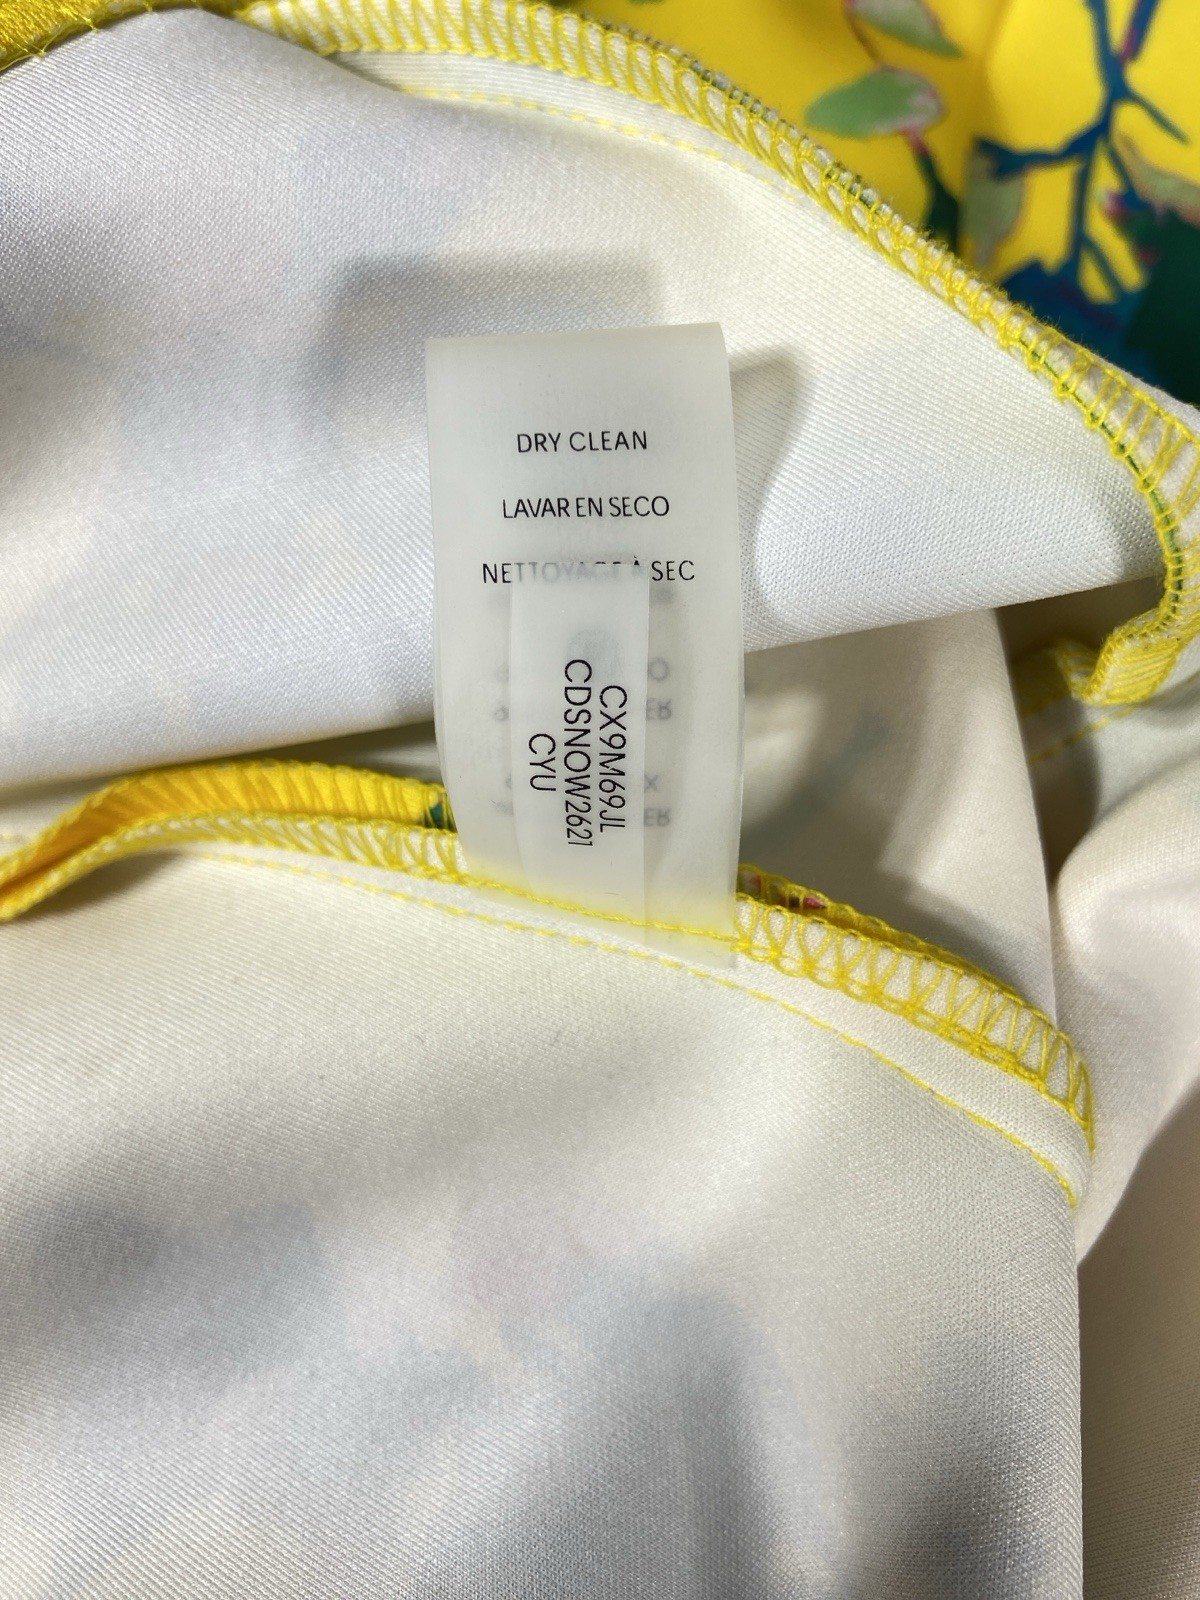 DRY CLEAN
LAVAR EN SECO
NETTOYAGE À SEC
CX9M69JL
CDSNOW2621
CYU